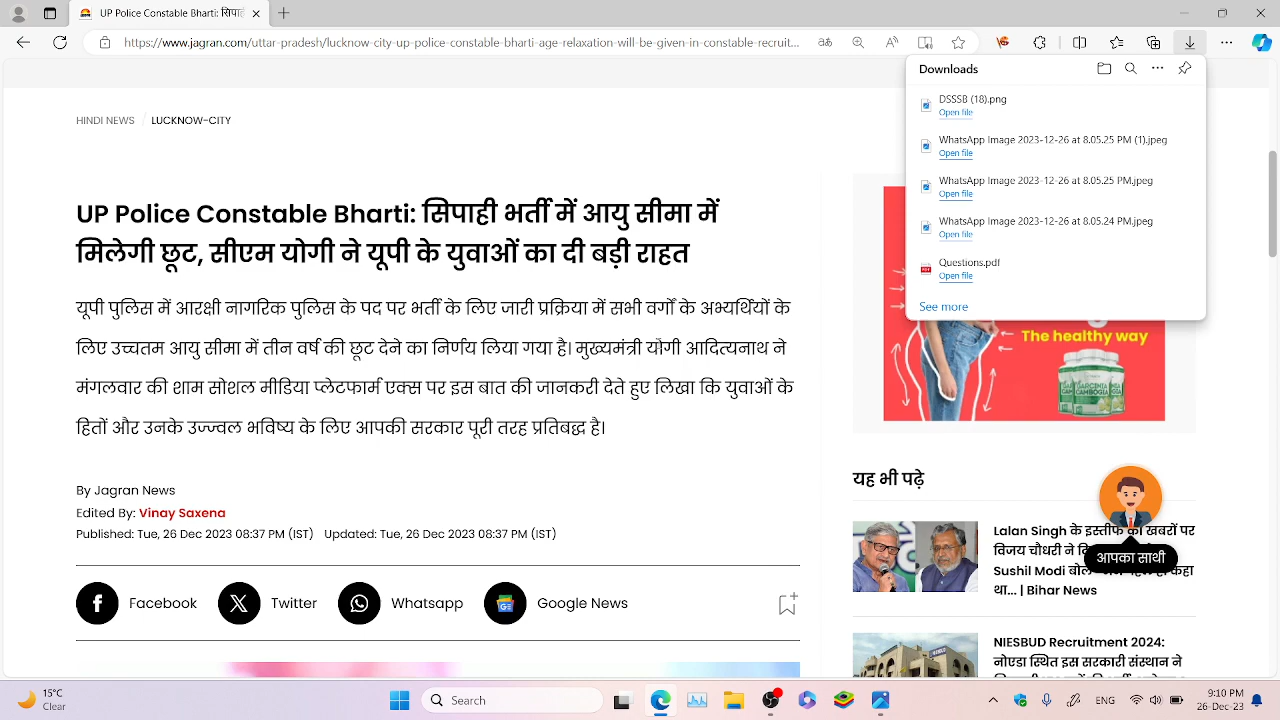 UP Police Constable Bharti: सिपाही
https://www.jagran.com/uttar-pradesh/lucknow-city-up-police-constable-bharti-age-relaxation-will-be-given-in-constable-recruit...
Downloads
DSSSB (18).png
Open file
WhatsApp Image 2023-12-26 at 8.05.25 PM (1).jpeg
Open file
WhatsApp Image 2023-12-26 at 8.05.25 PM.jpeg
Open file
WhatsApp Image 2023-12-26 at 8.05.24 PM.jpeg
Open file
Questions.pdf
Open file
See more
HINDI NEWS / LUCKNOW-CITY
UP Police Constable Bharti: सिपाही भर्ती में आयु सीमा में
मिलेगी छूट, सीएम योगी ने यूपी के युवाओं का दी बड़ी राहत
यूपी पुलिस में आरक्षी नागरिक पुलिस के पद पर भर्ती के लिए जारी प्रक्रिया में सभी वर्गों के अभ्यर्थियों के
लिए उच्चतम आयु सीमा में तीन वर्ष की छूट देने का निर्णय लिया गया है। मुख्यमंत्री योगी आदित्यनाथ ने
मंगलवार की शाम सोशल मीडिया प्लेटफार्म एक्स पर इस बात की जानकरी देते हुए लिखा कि युवाओं के
हितों और उनके उज्ज्वल भविष्य के लिए आपकी सरकार पूरी तरह प्रतिबद्ध है।
By Jagran News
Edited By: Vinay Saxena
Published: Tue, 26 Dec 2023 08:37 PM (IST) Updated: Tue, 26 Dec 2023 08:37 PM (IST)
Facebook
Twitter
Whatsapp
Google News
The healthy way
GARCINIA
CAMBOGIA
यह भी पढ़े
Lalan Singh के इस्तीफे की खबरों पर
विजय चौधरी ने
Sushil Modi बोले
था... | Bihar News
आपका साथी
NIESBUD Recruitment 2024:
नोएडा स्थित इस सरकारी संस्थान ने
15°C
Clear
Search
9:10 PM
26-Dec-23